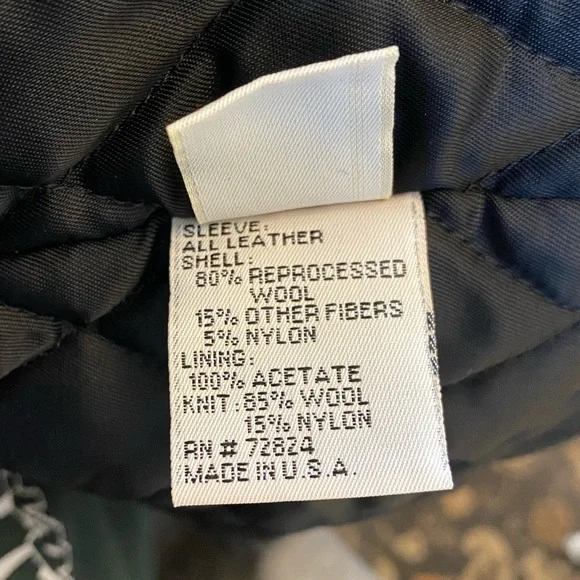 SLEEVE:
ALL LEATHER
SHELL:
80% REPROCESSED
WOOL
15% OTHER FIBERS
5% NYLON
LINING:
100% ACETATE
KNIT: 85% WOOL
15% NYLON
RN # 72824
MADE IN U.S.A.